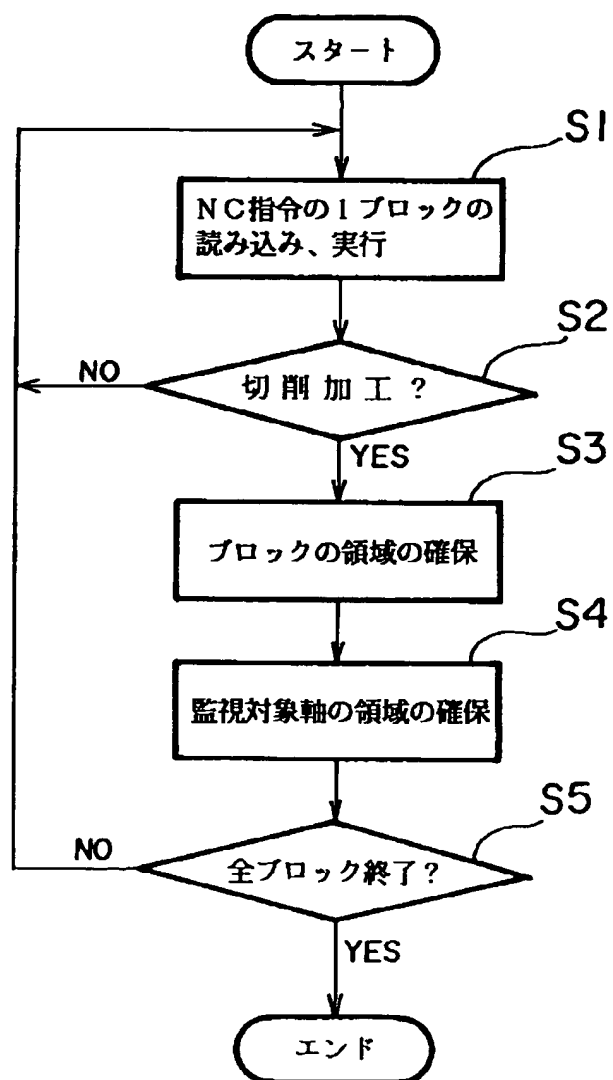 スタート
S1
NC指令の1ブロックの
読み込み、実行
S2
切削加工?
NO
YES
S3
ブロックの領域の確保
S4
監視対象軸の領域の確保
S5
全ブロック終了?
NO
YES
エンド